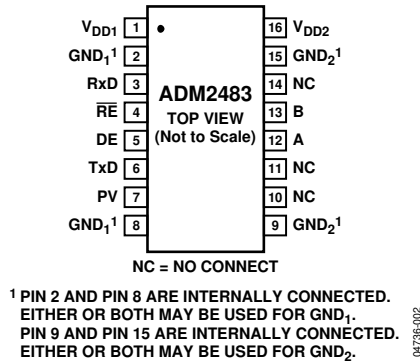 V_DD1 1 16 V_DD2
GND₁¹ 2 15 GND₂¹
RxD 3 14 NC
R̅E̅ 4 13 B
DE 5 12 A
TxD 6 11 NC
PV 7 10 NC
GND₁¹ 8 9 GND₂¹
ADM2483
TOP VIEW
(Not to Scale)
NC = NO CONNECT
¹ PIN 2 AND PIN 8 ARE INTERNALLY CONNECTED.
EITHER OR BOTH MAY BE USED FOR GND₁.
PIN 9 AND PIN 15 ARE INTERNALLY CONNECTED.
EITHER OR BOTH MAY BE USED FOR GND₂.
04736-002